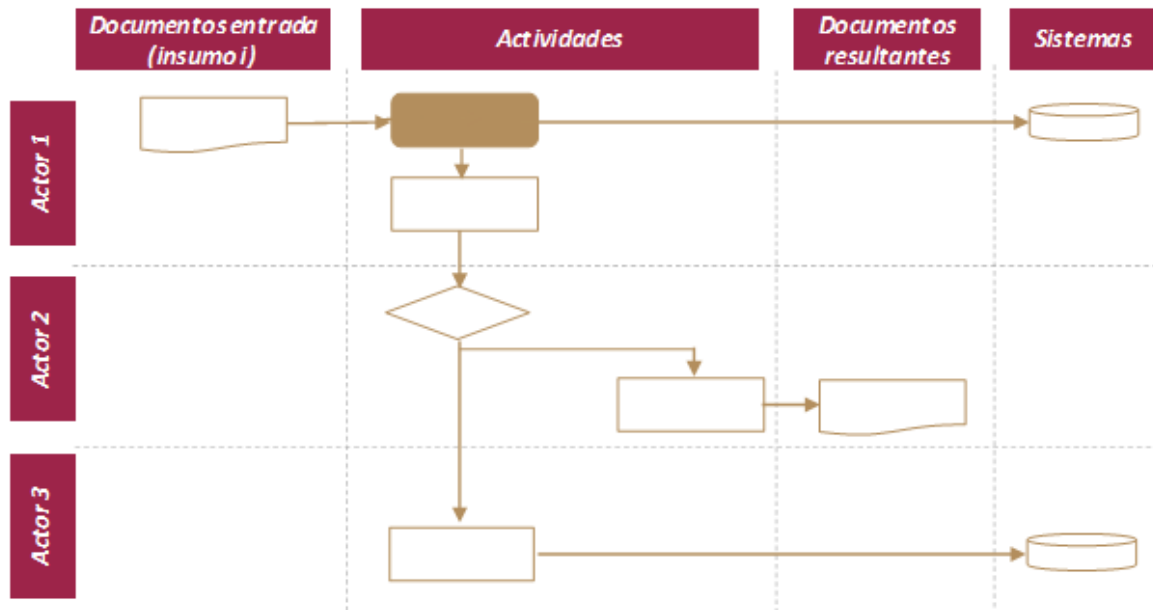 Documentos entrada
(insumo i)
Actividades
Documentos
resultantes
Sistemas
Actor 1
Actor 2
Actor 3